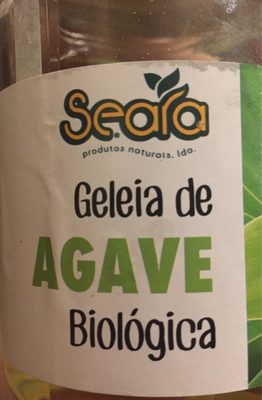 Seara
produtos naturais, lda.
Geleia de
AGAVE
Biológica